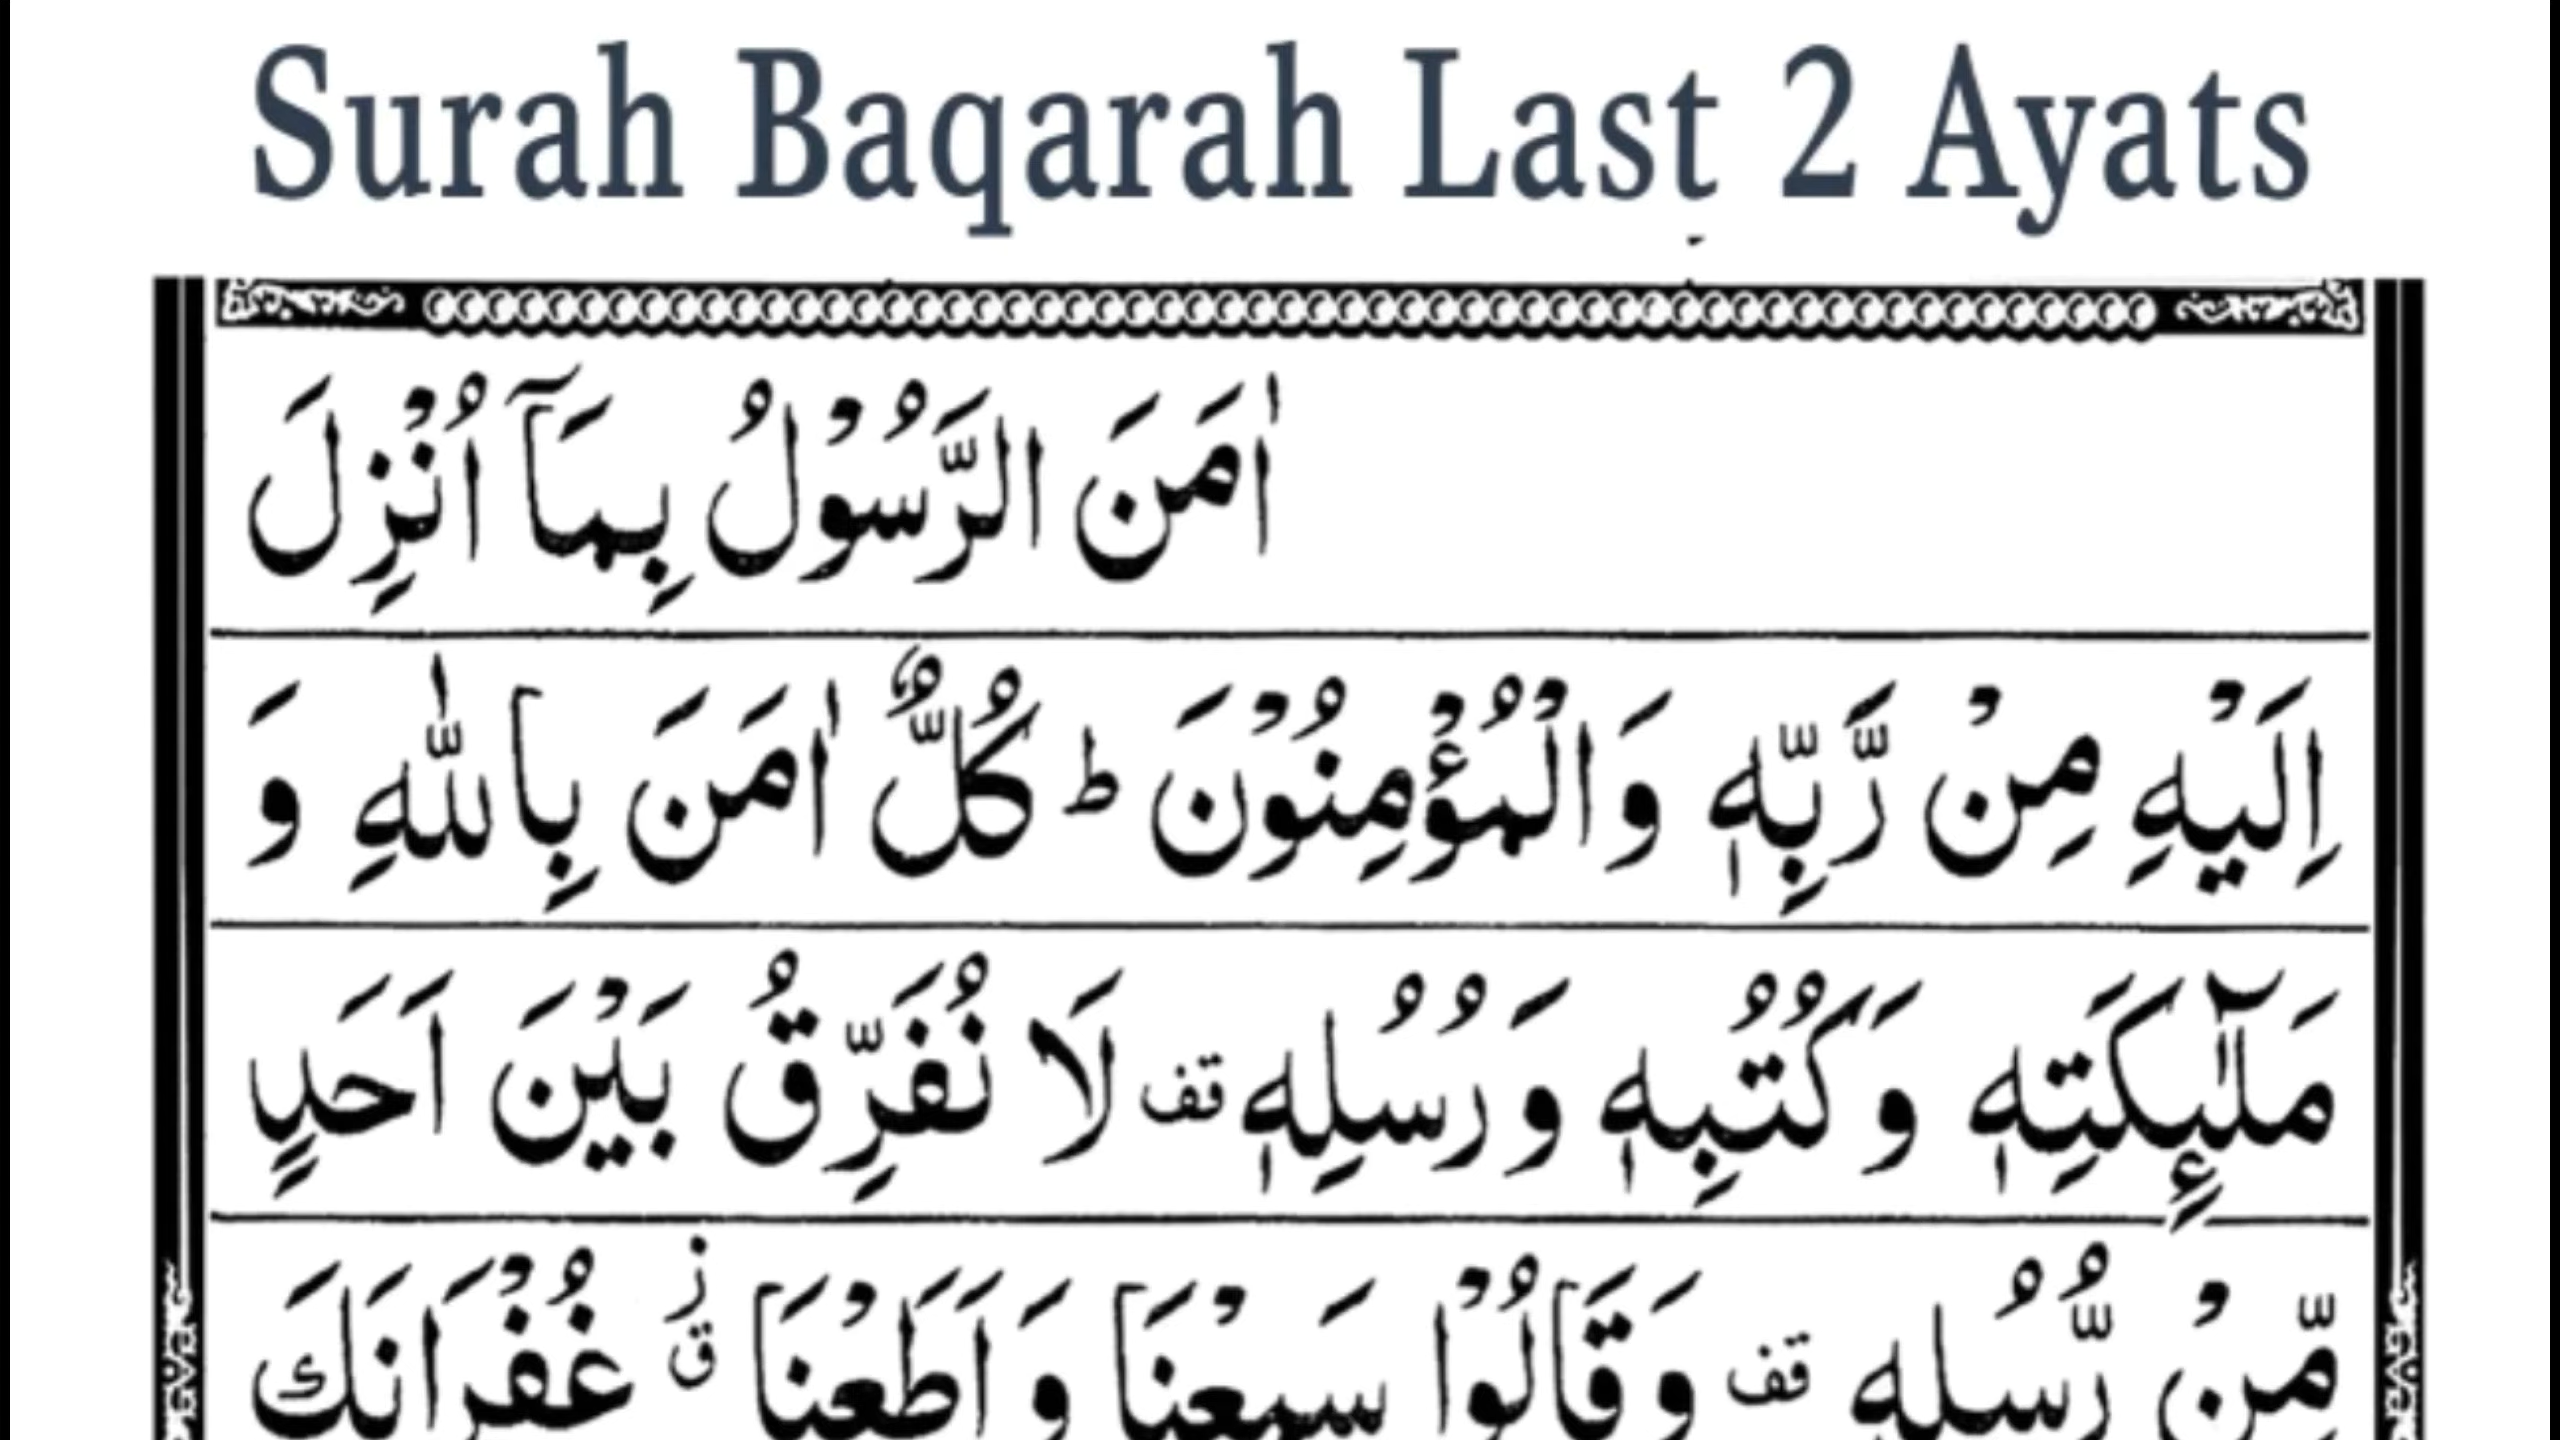 Surah Baqarah Last 2 Ayats
اٰمَنَ الرَّسُوْلُ بِمَاۤ اُنْزِلَ
اِلَيْهِ مِنْ رَّبِّهٖ وَالْمُؤْمِنُوْنَ ؕ كُلٌّ اٰمَنَ بِاللّٰهِ وَ
مَلٰٓئِكَتِهٖ وَكُتُبِهٖ وَرُسُلِهٖ قف لَا نُفَرِّقُ بَيْنَ اَحَدٍ
مِّنْ رُّسُلِهٖ قف وَقَالُوْا سَمِعْنَا وَاَطَعْنَا ز ق غُفْرَانَكَ